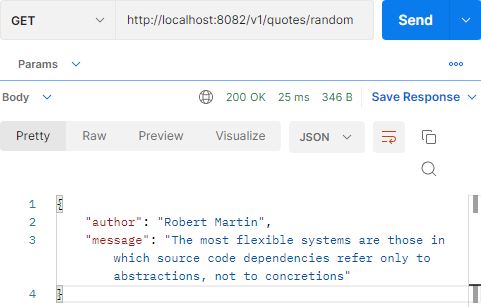 GET http://localhost:8082/v1/quotes/random Send
Params
Body 200 OK 25 ms 346 B Save Response
Pretty Raw Preview Visualize JSON
1 {
2 "author": "Robert Martin",
3 "message": "The most flexible systems are those in
which source code dependencies refer only to
abstractions, not to concretions"
4 }